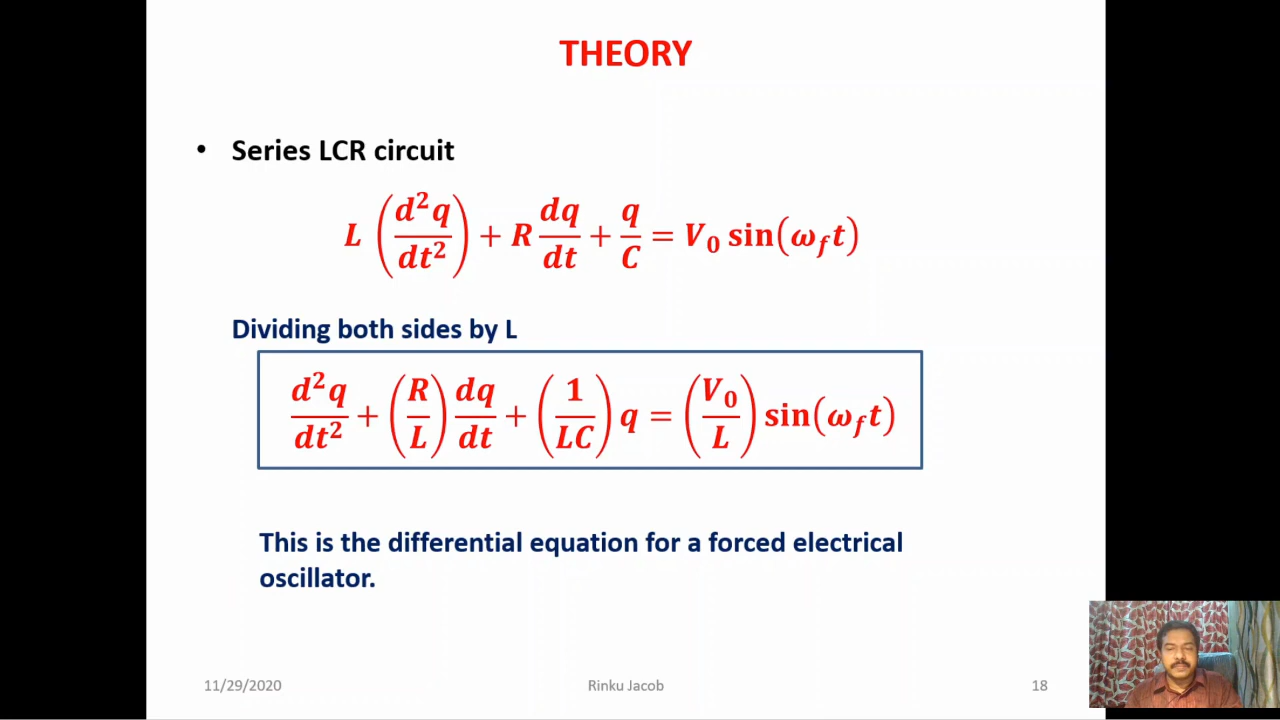 THEORY
• Series LCR circuit
L (d²q/dt²) + R dq/dt + q/C = V₀ sin(ω_f t)
Dividing both sides by L
d²q/dt² + (R/L) dq/dt + (1/LC) q = (V₀/L) sin(ω_f t)
This is the differential equation for a forced electrical
oscillator.
11/29/2020 Rinku Jacob 18